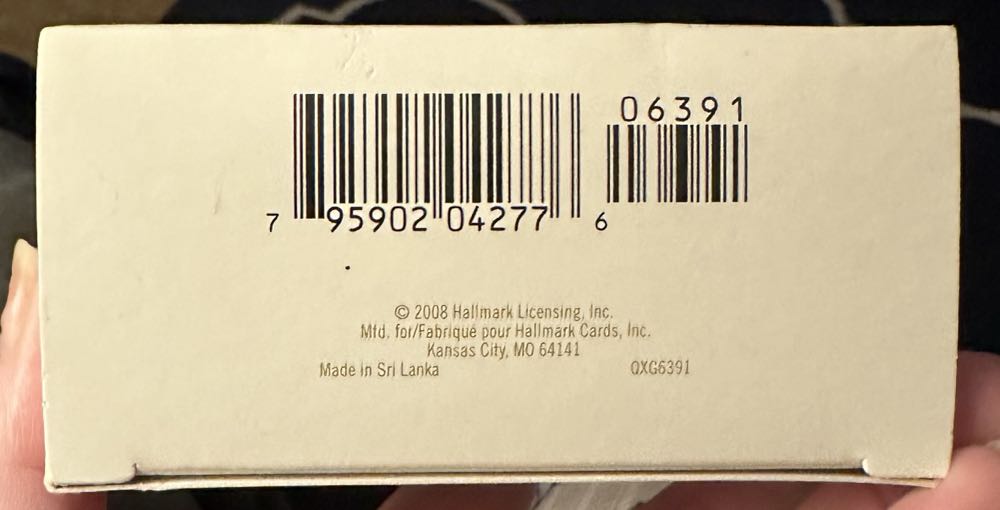 06391
7 95902 04277 6
© 2008 Hallmark Licensing, Inc.
Mfd. for/Fabriqué pour Hallmark Cards, Inc.
Kansas City, MO 64141
Made in Sri Lanka QXG6391